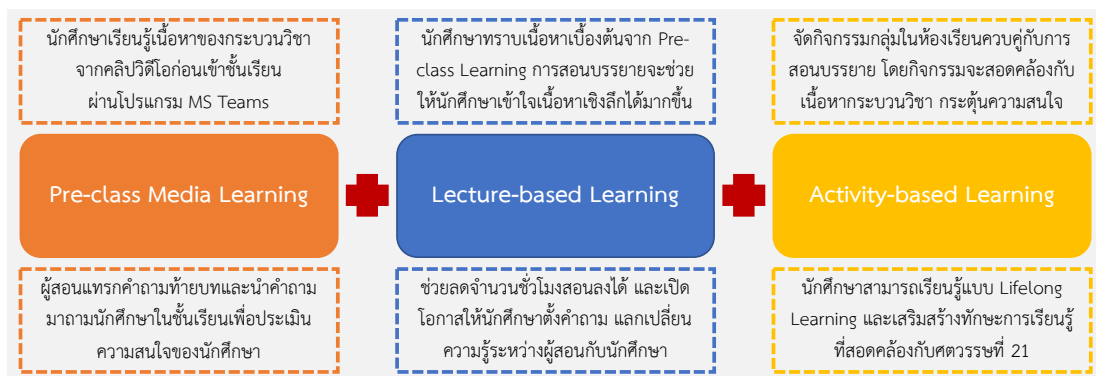 นักศึกษาเรียนรู้เนื้อหาของกระบวนวิชา
จากคลิปวิดีโอก่อนเข้าชั้นเรียน
ผ่านโปรแกรม MS Teams
นักศึกษาทราบเนื้อหาเบื้องต้นจาก Pre-
class Learning การสอนบรรยายจะช่วย
ให้นักศึกษาเข้าใจเนื้อหาเชิงลึกได้มากขึ้น
จัดกิจกรรมกลุ่มในห้องเรียนควบคู่กับการ
สอนบรรยาย โดยกิจกรรมจะสอดคล้องกับ
เนื้อหากระบวนวิชา กระตุ้นความสนใจ
Pre-class Media Learning
Lecture-based Learning
Activity-based Learning
ผู้สอนแทรกคำถามท้ายบทและนำคำถาม
มาถามนักศึกษาในชั้นเรียนเพื่อประเมิน
ความสนใจของนักศึกษา
ช่วยลดจำนวนชั่วโมงสอนลงได้ และเปิด
โอกาสให้นักศึกษาตั้งคำถาม แลกเปลี่ยน
ความรู้ระหว่างผู้สอนกับนักศึกษา
นักศึกษาสามารถเรียนรู้แบบ Lifelong
Learning และเสริมสร้างทักษะการเรียนรู้
ที่สอดคล้องกับศตวรรษที่ 21